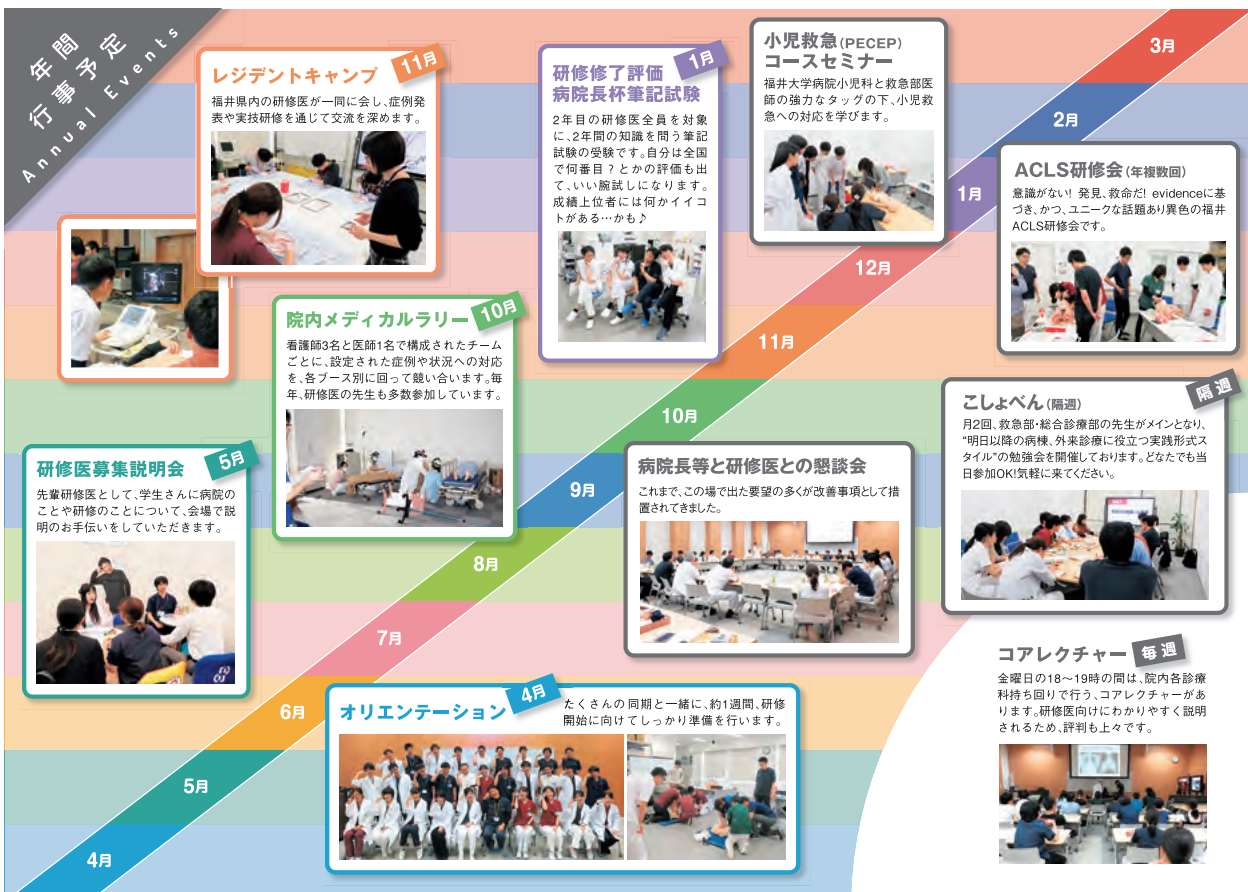 年間
行事予定
Annual Events
レジデントキャンプ
11月
福井県内の研修医が一同に会し、症例発
表や実技研修を通じて交流を深めます。
研修修了評価
病院長杯筆記試験
1月
2年目の研修医全員を対象
に、2年間の知識を問う筆記
試験の受験です。自分は全国
で何番目？とかの評価も出
て、いい腕試しになります。
成績上位者には何かイイコ
トがある…かも♪
小児救急(PECEP)
コースセミナー
福井大学病院小児科と救急部医
師の強力なタッグの下、小児救
急への対応を学びます。
ACLS研修会(年複数回)
意識がない! 発見、救命だ! evidenceに基
づき、かつ、ユニークな話題あり異色の福井
ACLS研修会です。
院内メディカルラリー
10月
看護師3名と医師1名で構成されたチーム
ごとに、設定された症例や状況への対応
を、各ブース別に回って競い合います。毎
年、研修医の先生も多数参加しています。
こしょべん(隔週)
隔週
月2回、救急部・総合診療部の先生がメインとなり、
“明日以降の病棟、外来診療に役立つ実践形式ス
タイル”の勉強会を開催しております。どなたでも当
日参加OK!気軽に来てください。
研修医募集説明会
5月
先輩研修医として、学生さんに病院の
ことや研修のことについて、会場で説
明のお手伝いをしていただきます。
病院長等と研修医との懇談会
これまで、この場で出た要望の多くが改善事項として措
置されてきました。
コアレクチャー
毎週
金曜日の18〜19時の間は、院内各診療
科持ち回りで行う、コアレクチャーがあ
ります。研修医向けにわかりやすく説明
されるため、評判も上々です。
オリエンテーション
4月
たくさんの同期と一緒に、約1週間、研修
開始に向けてしっかり準備を行います。
3月
2月
1月
12月
11月
10月
9月
8月
7月
6月
5月
4月